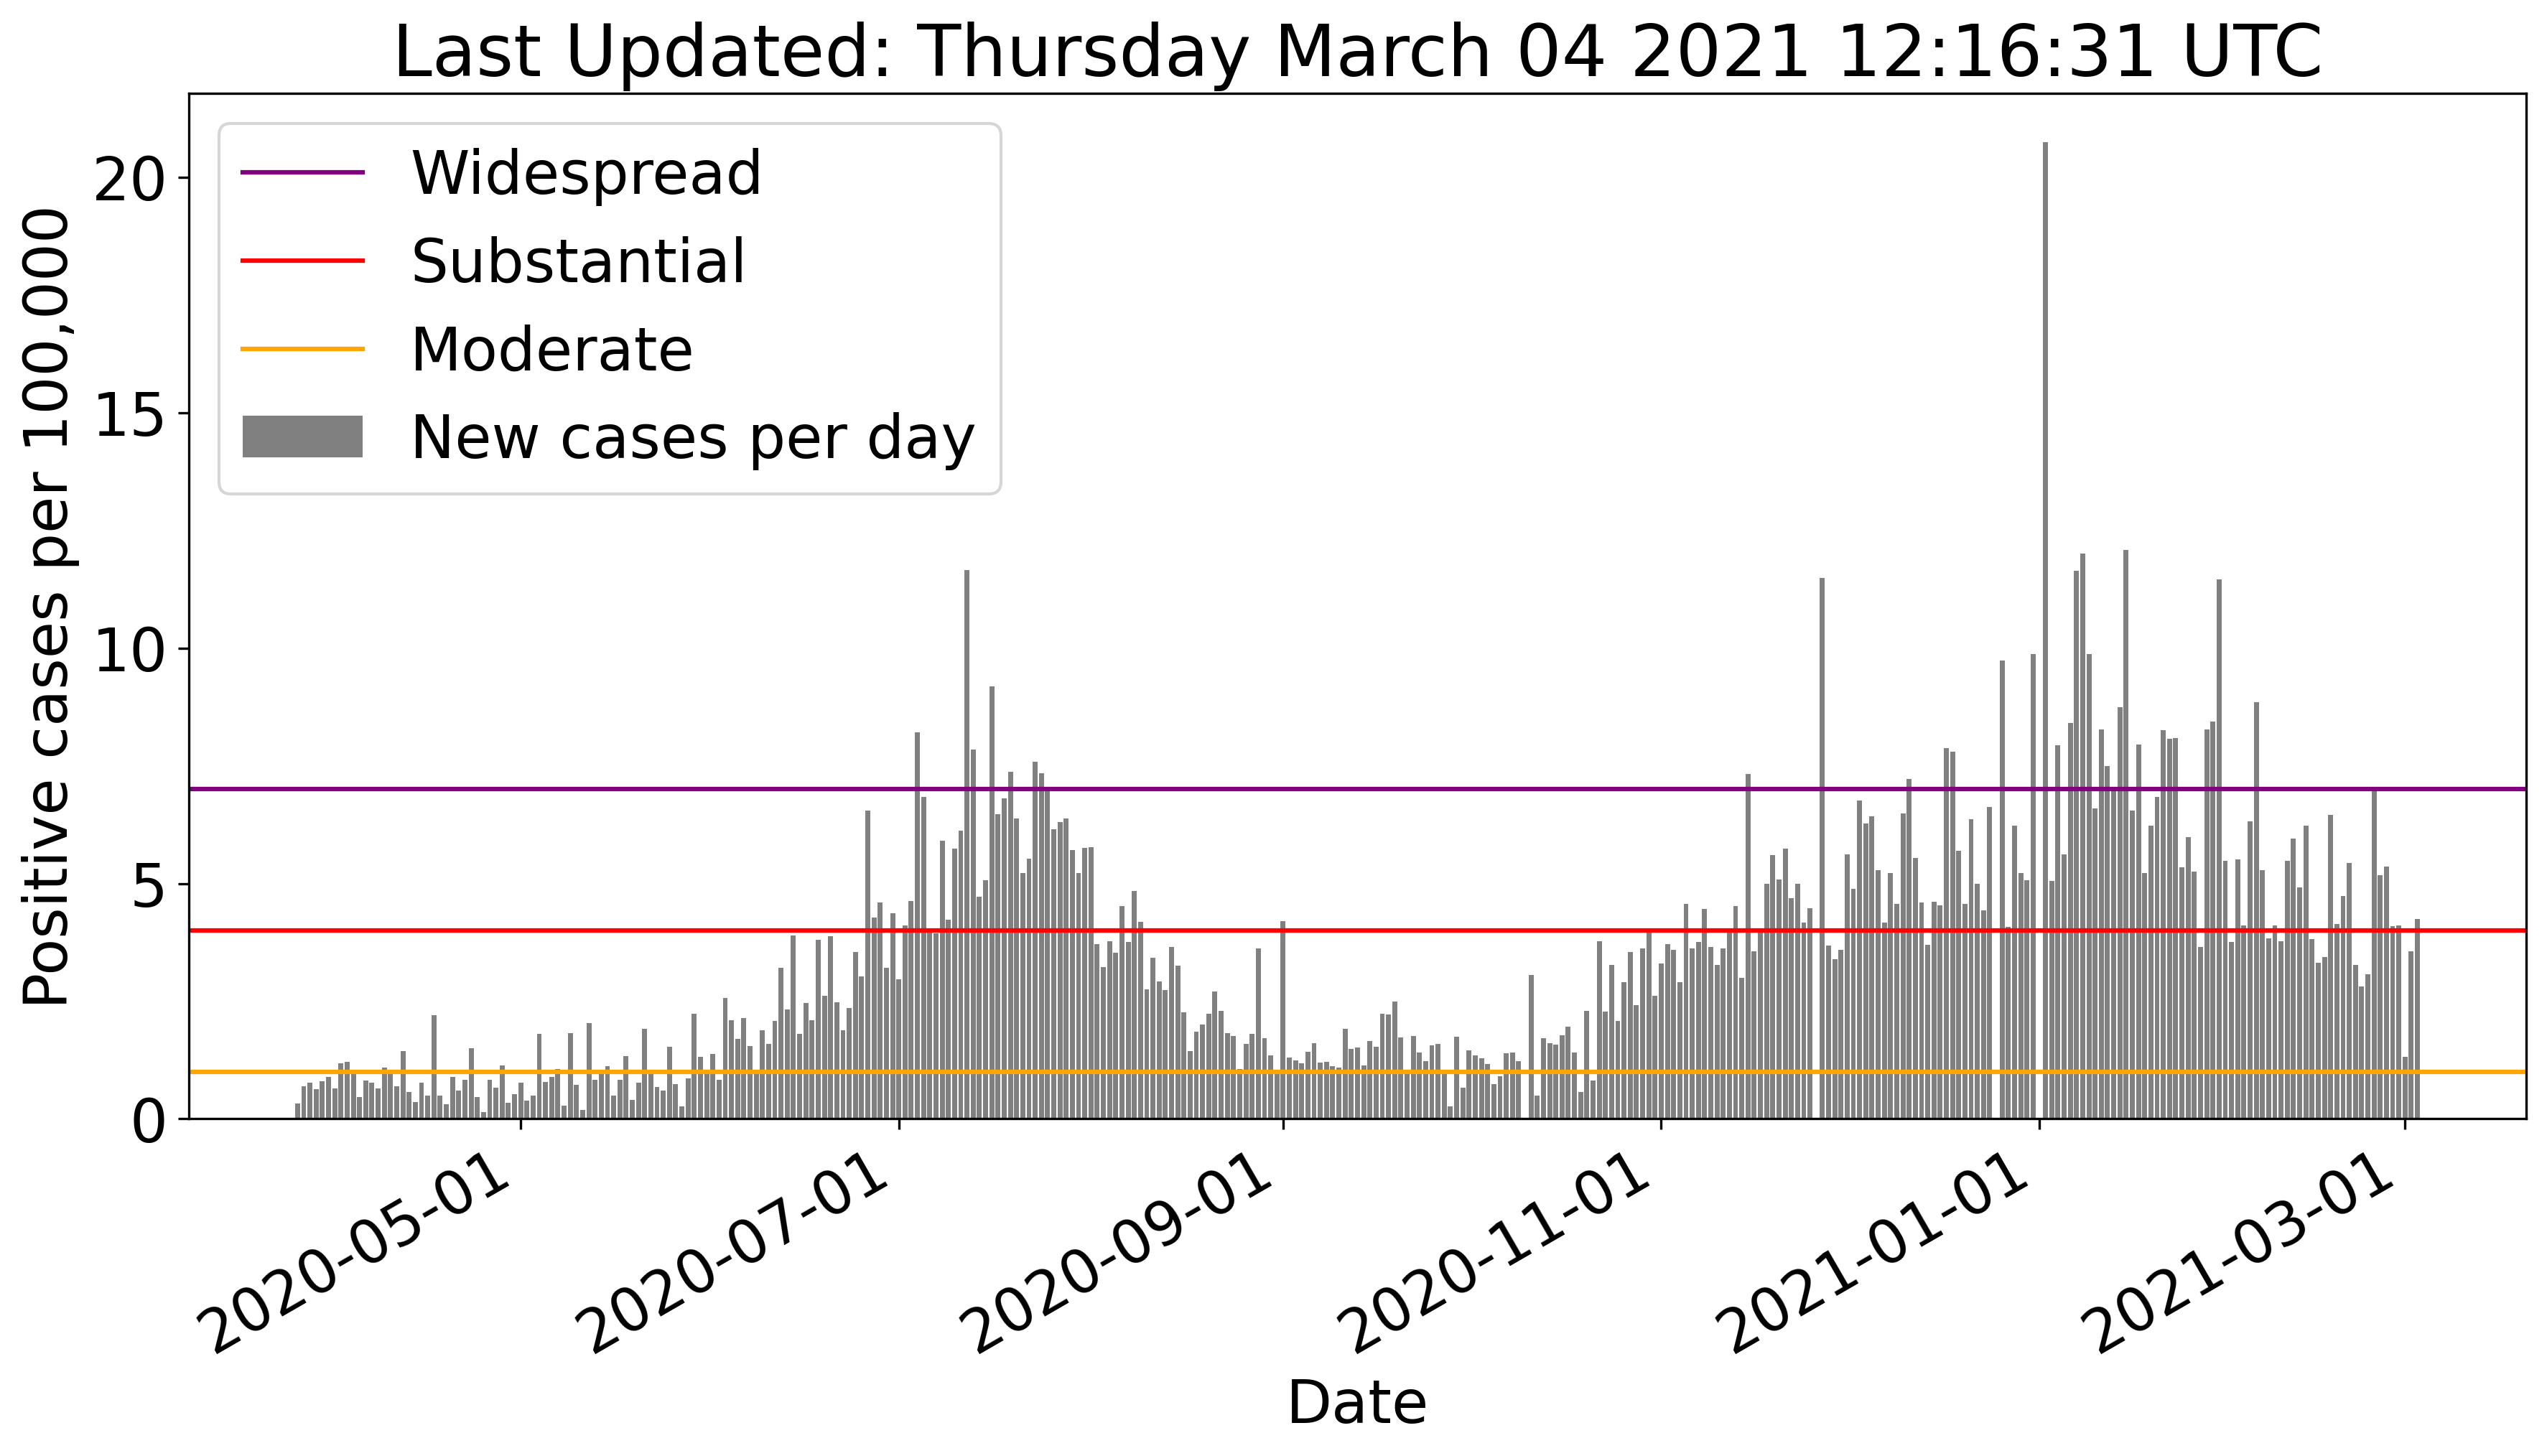 Last Updated: Thursday March 04 2021 12:16:31 UTC
Widespread
Substantial
Moderate
New cases per day
Positive cases per 100,000
20
15
10
5
0
2020-05-01
2020-07-01
2020-09-01
2020-11-01
2021-01-01
2021-03-01
Date